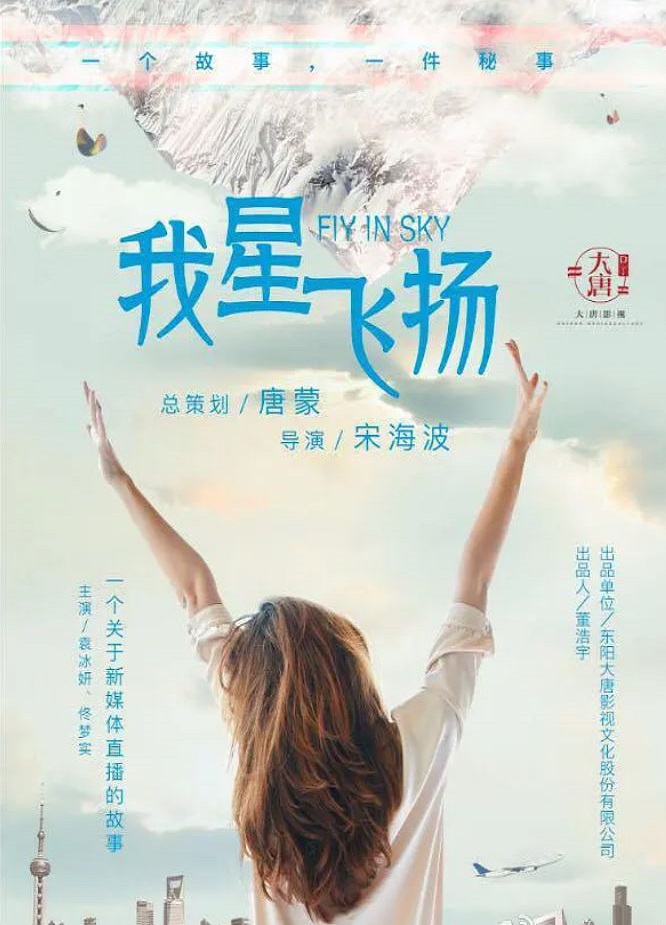 一个故事，一件秘事
我星飞扬
FIY IN SKY
大唐
大唐影视
总策划/唐蒙
导演/宋海波
出品单位/东阳大唐影视文化股份有限公司
出品人/董浩宇
一个关于新媒体直播的故事
主演/袁冰妍、佟梦实